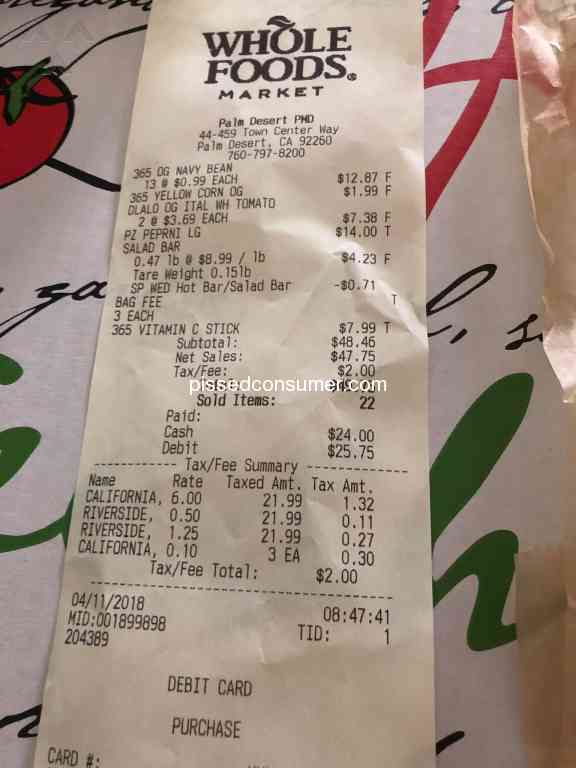 WHOLE
FOODS®
MARKET
Palm Desert PMD
44-459 Town Center Way
Palm Desert, CA 92260
760-797-8200
365 OG NAVY BEAN
13 @ $0.99 EACH $12.87 F
365 YELLOW CORN OG $1.99 F
DLALO OG ITAL WH TOMATO
2 @ $3.69 EACH $7.38 F
PZ PEPRNI LG $14.00 T
SALAD BAR
0.47 lb @ $8.99 / lb $4.23 F
Tare Weight 0.15lb
SP WED Hot Bar/Salad Bar -$0.71
BAG FEE T
3 EACH
365 VITAMIN C STICK $7.99 T
Subtotal: $48.46
Net Sales: $47.75
Tax/Fee: $2.00
pissedconsumer.com
Sold Items: 22
Paid:
Cash $24.00
Debit $25.75
Tax/Fee Summary
Name Rate Taxed Amt. Tax Amt.
CALIFORNIA, 6.00 21.99 1.32
RIVERSIDE, 0.50 21.99 0.11
RIVERSIDE, 1.25 21.99 0.27
CALIFORNIA, 0.10 3 EA 0.30
Tax/Fee Total: $2.00
04/11/2018 08:47:41
MID:001899898 TID: 1
204389
DEBIT CARD
PURCHASE
CARD #: